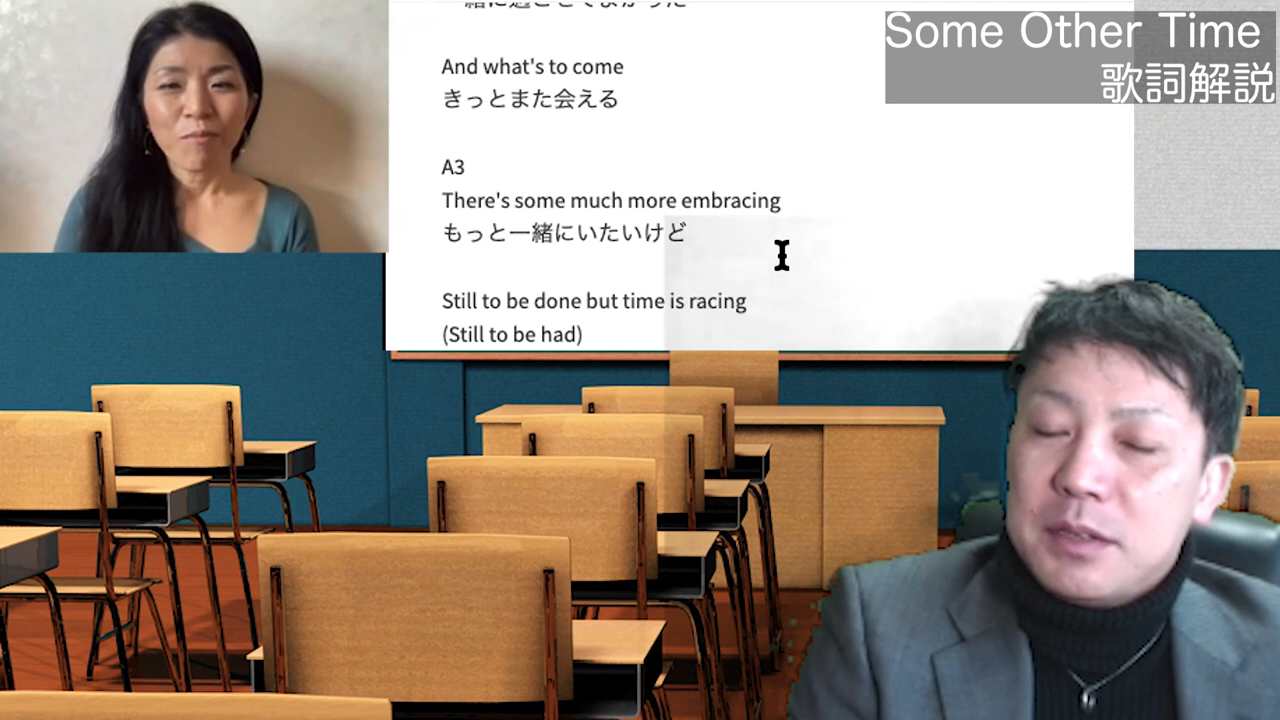 And what's to come
きっとまた会える
A3
There's some much more embracing
もっと一緒にいたいけど
Still to be done but time is racing
(Still to be had)
Some Other Time
歌詞解説